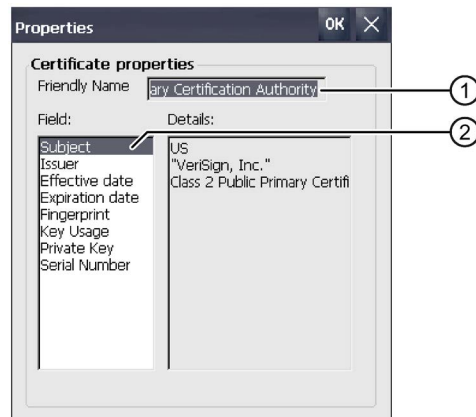 Properties
OK
Certificate properties
Friendly Name
ary Certification Authority
1
Field:
Details:
2
Subject
Issuer
Effective date
Expiration date
Fingerprint
Key Usage
Private Key
Serial Number
US
"VeriSign, Inc."
Class 2 Public Primary Certifi